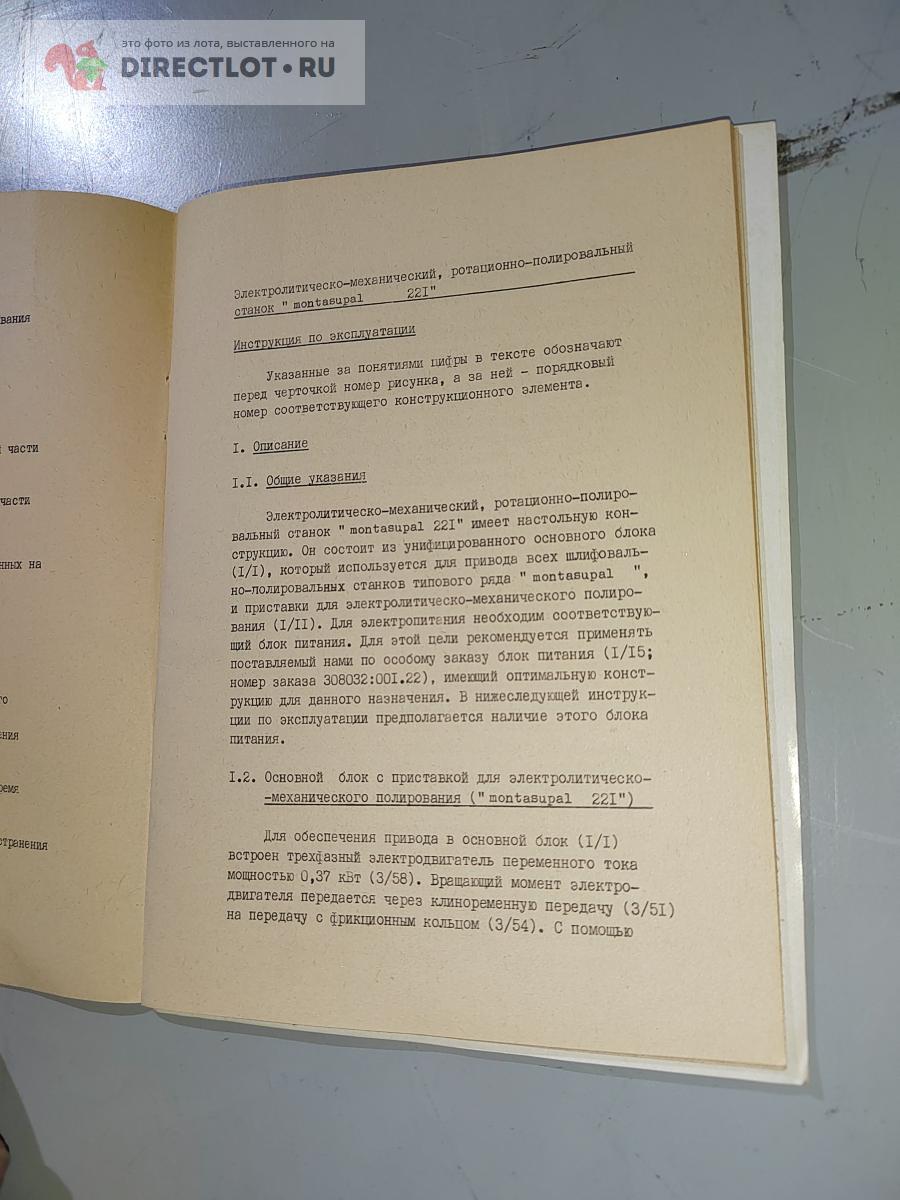 это фото из лота, выставленного на
DIRECTLOT•RU
вания
части
части
нных на
го
ния
ремя
странения
Электролитическо-механический, ротационно-полировальный
станок " montasupal 22I"
Инструкция по эксплуатации
Указанные за понятиями цифры в тексте обозначают
перед черточкой номер рисунка, а за ней - порядковый
номер соответствующего конструкционного элемента.
I. Описание
I.I. Общие указания
Электролитическо-механический, ротационно-полиро-
вальный станок " montasupal 22I" имеет настольную кон-
струкцию. Он состоит из унифицированного основного блока
(I/I), который используется для привода всех шлифоваль-
но-полировальных станков типового ряда " montasupal ",
и приставки для электролитическо-механического полиро-
вания (I/II). Для электропитания необходим соответствую-
щий блок питания. Для этой цели рекомендуется применять
поставляемый нами по особому заказу блок питания (I/I5;
номер заказа 308032:00I.22), имеющий оптимальную конст-
рукцию для данного назначения. В нижеследующей инструк-
ции по эксплуатации предполагается наличие этого блока
питания.
I.2. Основной блок с приставкой для электролитическо-
-механического полирования (" montasupal 22I")
Для обеспечения привода в основной блок (I/I)
встроен трехфазный электродвигатель переменного тока
мощностью 0,37 кВт (3/58). Вращающий момент электро-
двигателя передается через клиноременную передачу (3/5I)
на передачу с фрикционным кольцом (3/54). С помощью